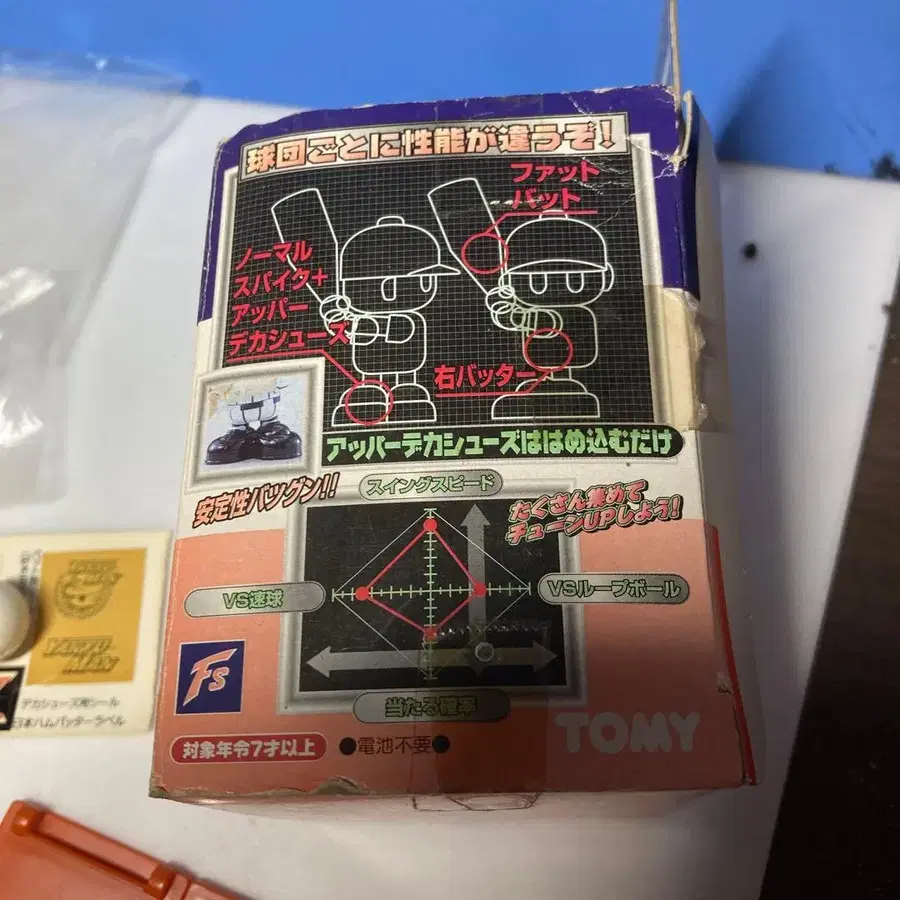 球団ごとに性能が違うぞ!
ファット
バット
ノーマル
スパイク+
アッパー
デカシューズ
右バッター
アッパーデカシューズははめ込むだけ
安定性バツグン!!
スイングスピード
たくさん集めて
チューンUPしよう!
VS速球
VSループボール
当たる確率
FS
TOMY
対象年令7才以上
●電池不要●
デカシューズ用シール
日本ハムバッターラベル